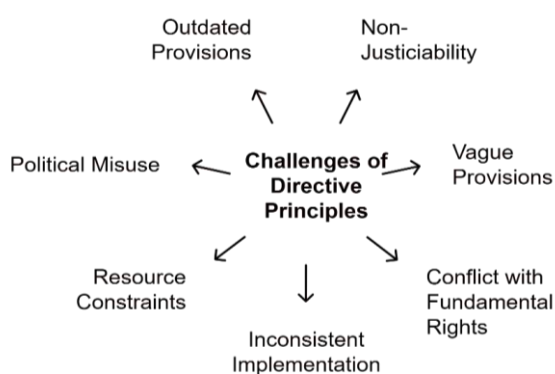 Outdated
Provisions
Non-
Justiciability
Political Misuse
Challenges of
Directive
Principles
Vague
Provisions
Resource
Constraints
Inconsistent
Implementation
Conflict with
Fundamental
Rights